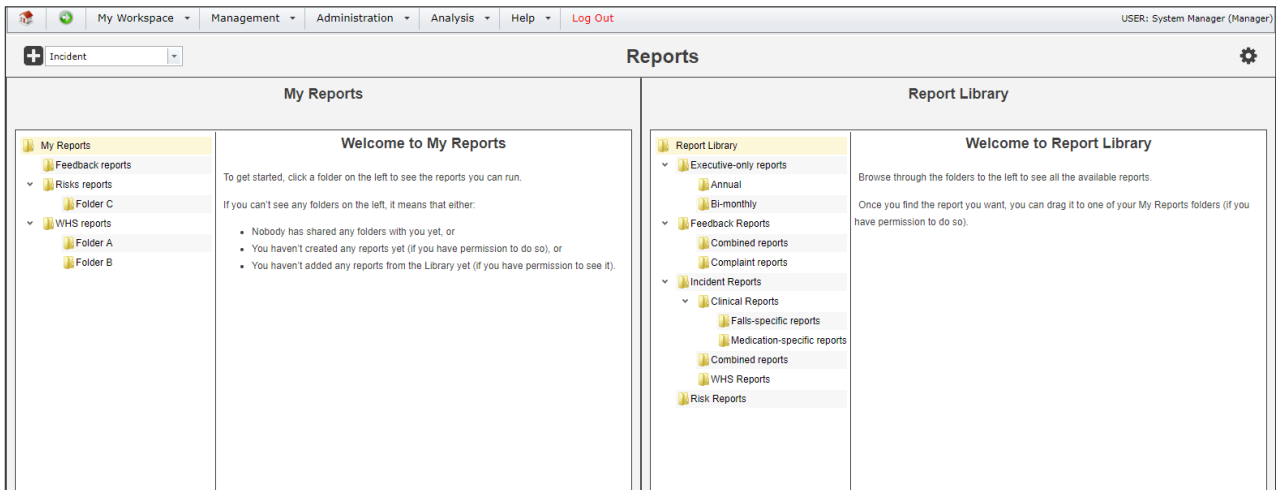 My Workspace Management Administration Analysis Help Log Out USER: System Manager (Manager)
Incident
Reports
My Reports
My Reports
Feedback reports
Risks reports
Folder C
WHS reports
Folder A
Folder B
Welcome to My Reports
To get started, click a folder on the left to see the reports you can run.
If you can't see any folders on the left, it means that either:
• Nobody has shared any folders with you yet, or
• You haven't created any reports yet (if you have permission to do so), or
• You haven't added any reports from the Library yet (if you have permission to see it).
Report Library
Report Library
Executive-only reports
Annual
Bi-monthly
Feedback Reports
Combined reports
Complaint reports
Incident Reports
Clinical Reports
Falls-specific reports
Medication-specific reports
Combined reports
WHS Reports
Risk Reports
Welcome to Report Library
Browse through the folders to the left to see all the available reports.
Once you find the report you want, you can drag it to one of your My Reports folders (if you
have permission to do so).